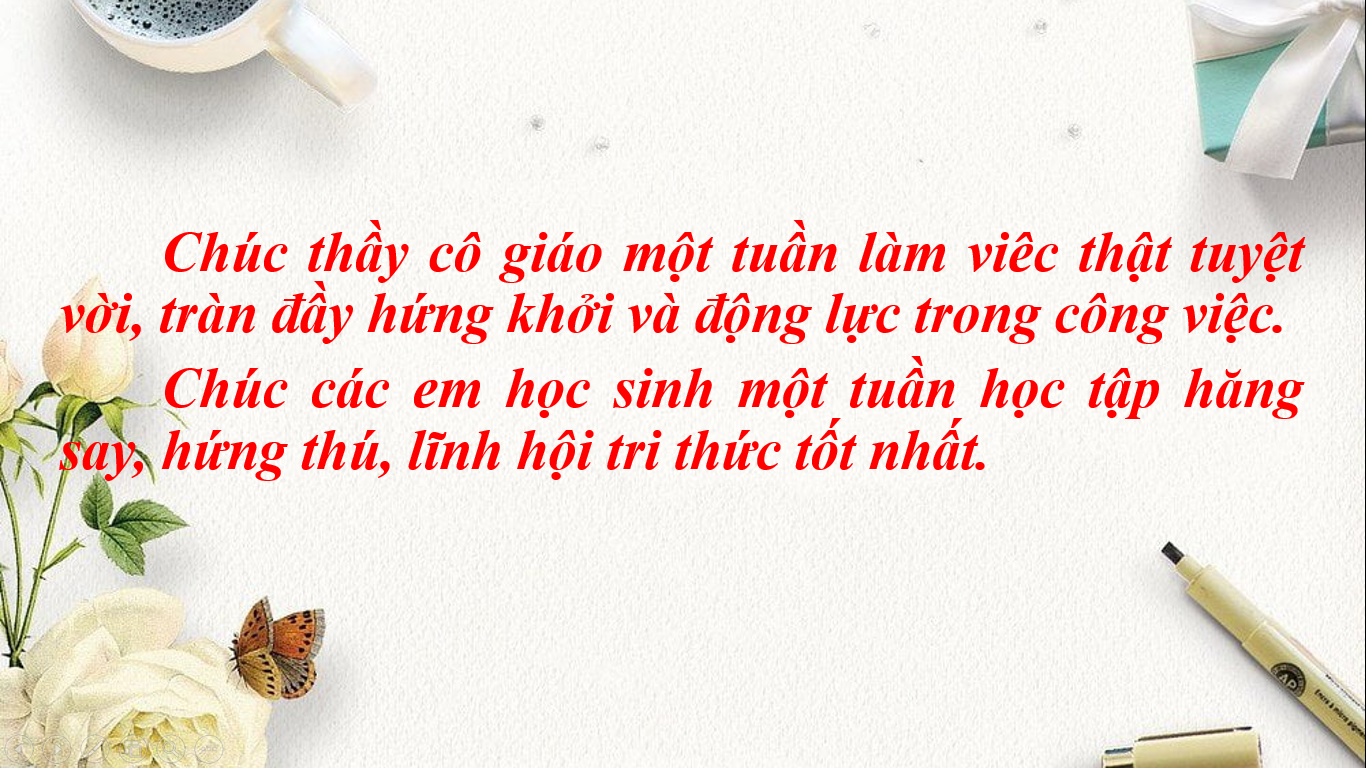 Chúc thầy cô giáo một tuần làm viêc thật tuyệt
vời, tràn đầy hứng khởi và động lực trong công việc.
Chúc các em học sinh một tuần học tập hăng
say, hứng thú, lĩnh hội tri thức tốt nhất.